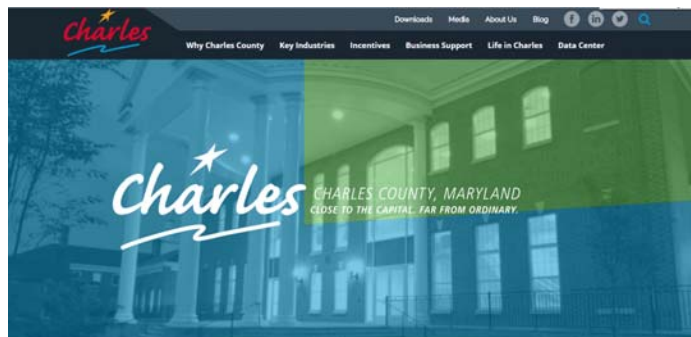 Charles
Downloads Media About Us Blog
Why Charles County Key Industries Incentives Business Support Life in Charles Data Center
Charles
CHARLES COUNTY, MARYLAND
CLOSE TO THE CAPITAL. FAR FROM ORDINARY.